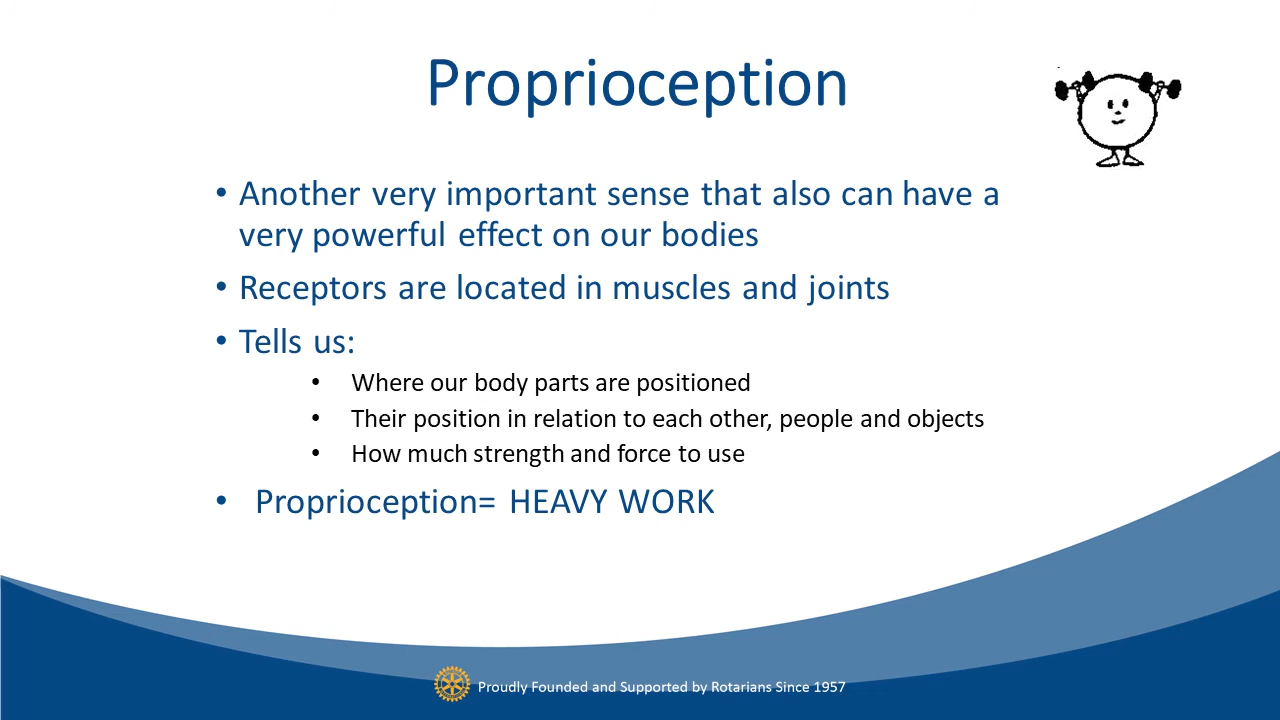 Proprioception
• Another very important sense that also can have a
very powerful effect on our bodies
• Receptors are located in muscles and joints
• Tells us:
• Where our body parts are positioned
• Their position in relation to each other, people and objects
• How much strength and force to use
• Proprioception= HEAVY WORK
Proudly Founded and Supported by Rotarians Since 1957